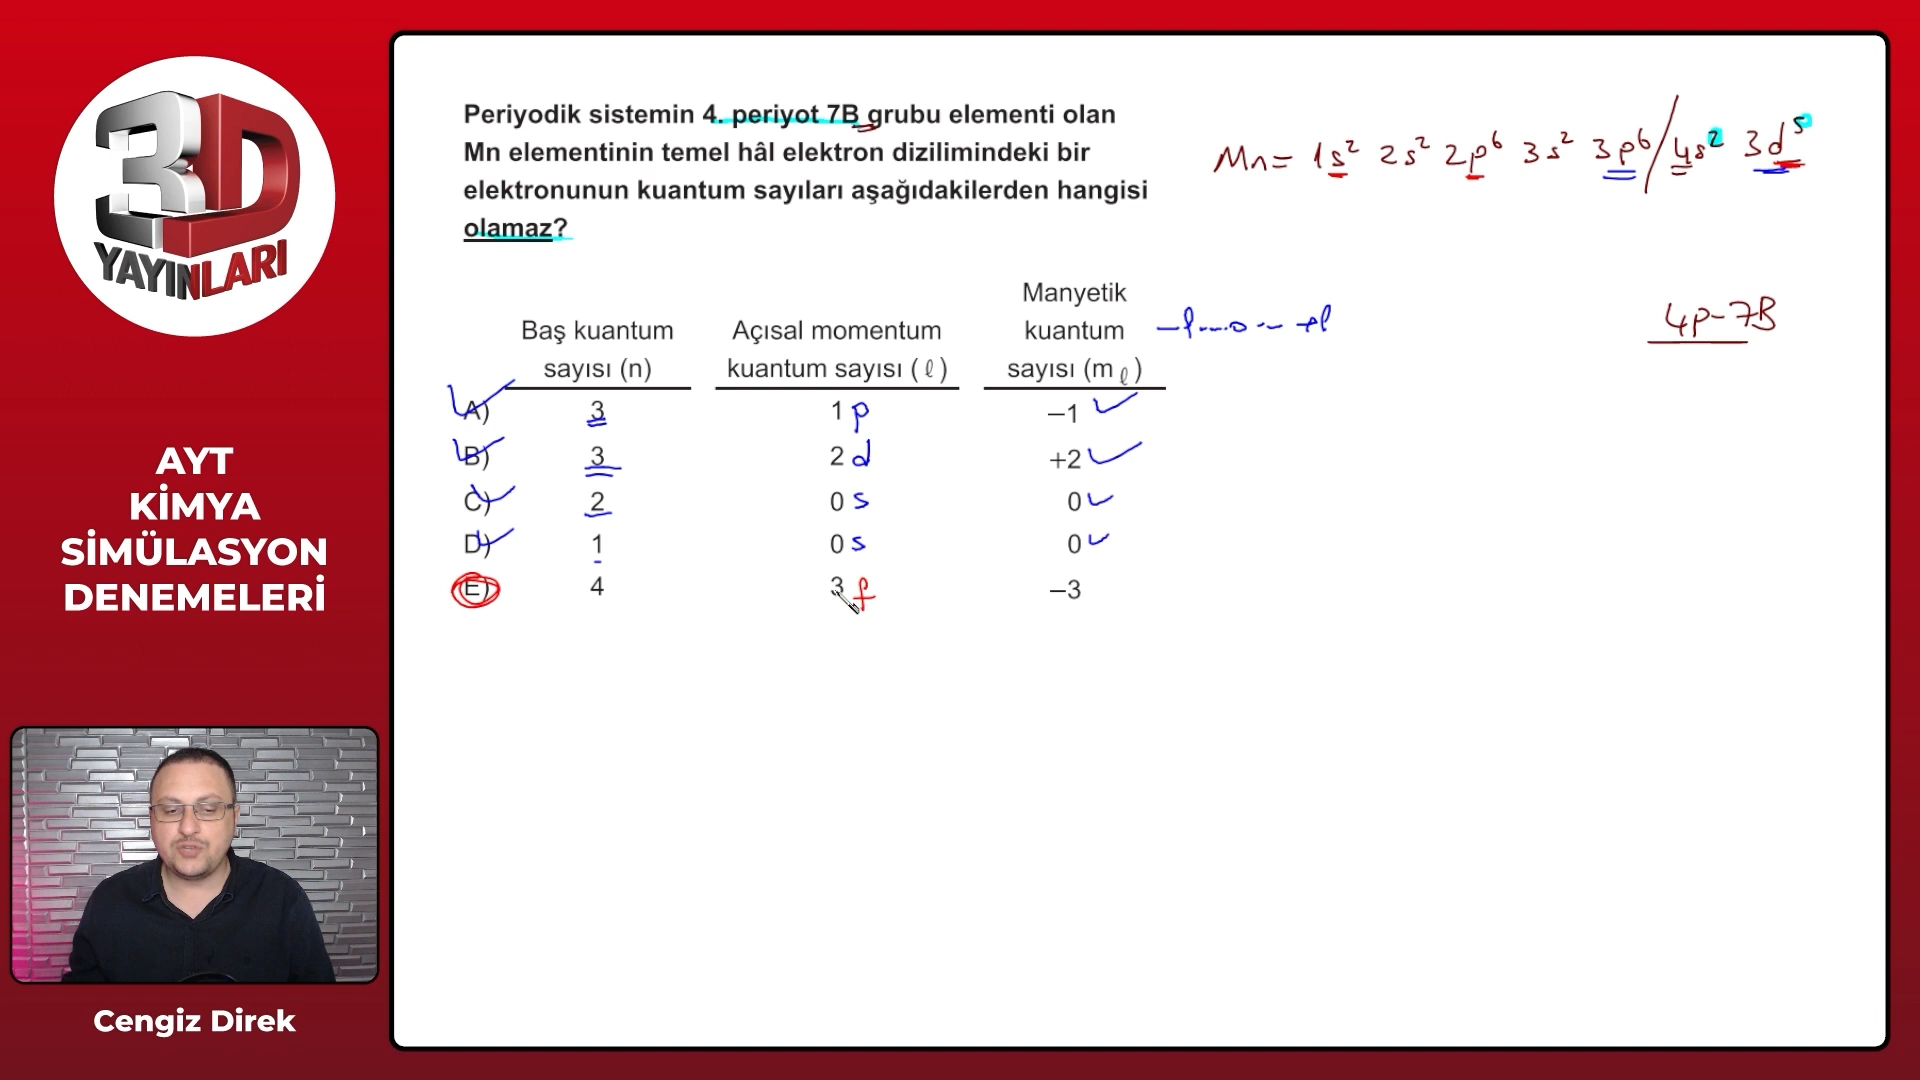 3D
YAYINLARI
AYT
KİMYA
SİMÜLASYON
DENEMELERİ
Cengiz Direk
Periyodik sistemin 4. periyot 7B grubu elementi olan
Mn elementinin temel hâl elektron dizilimindeki bir
elektronunun kuantum sayıları aşağıdakilerden hangisi
olamaz?
Mn= 1s² 2s² 2p⁶ 3s² 3p⁶/4s² 3d⁵
4p-7B
Baş kuantum sayısı (n)
Açısal momentum kuantum sayısı (ℓ)
Manyetik kuantum sayısı (m ℓ) -l...0...+l
A) 3 1 p −1
B) 3 2 d +2
C) 2 0 s 0
D) 1 0 s 0
E) 4 3 f −3